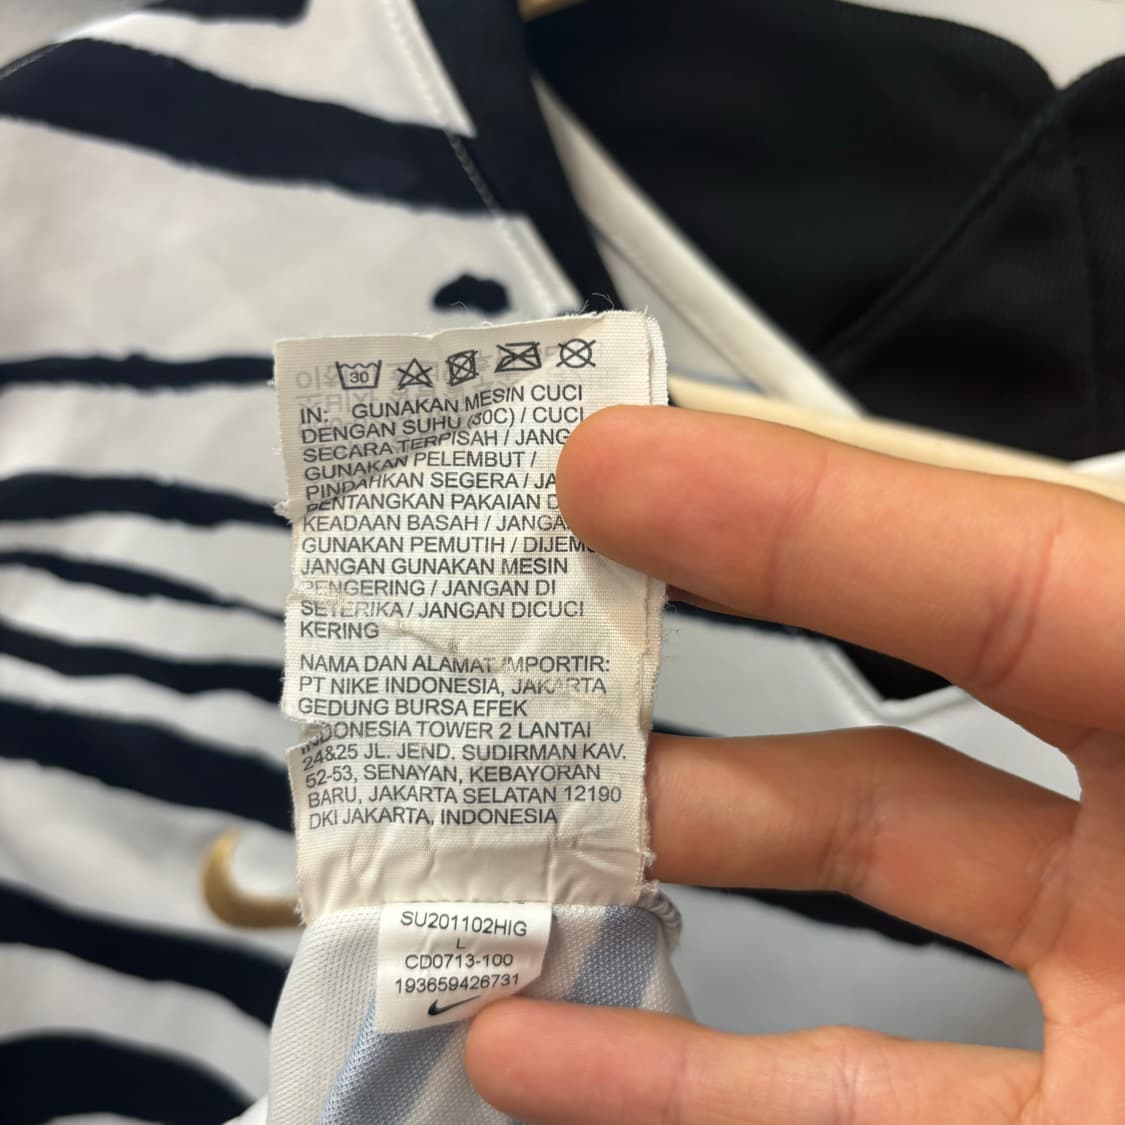 30
IN: GUNAKAN MESIN CUCI
DENGAN SUHU (30C) / CUCI
SECARA TERPISAH / JANG
GUNAKAN PELEMBUT /
PINDAHKAN SEGERA / JA
BENTANGKAN PAKAIAN D
KEADAAN BASAH / JANGA
GUNAKAN PEMUTIH / DIJEM
JANGAN GUNAKAN MESIN
PENGERING / JANGAN DI
SETERIKA / JANGAN DICUCI
KERING
NAMA DAN ALAMAT IMPORTIR:
PT NIKE INDONESIA, JAKARTA
GEDUNG BURSA EFEK
INDONESIA TOWER 2 LANTAI
24&25 JL. JEND. SUDIRMAN KAV.
52-53, SENAYAN, KEBAYORAN
BARU, JAKARTA SELATAN 12190
DKI JAKARTA, INDONESIA
SU201102HIG
L
CD0713-100
193659426731